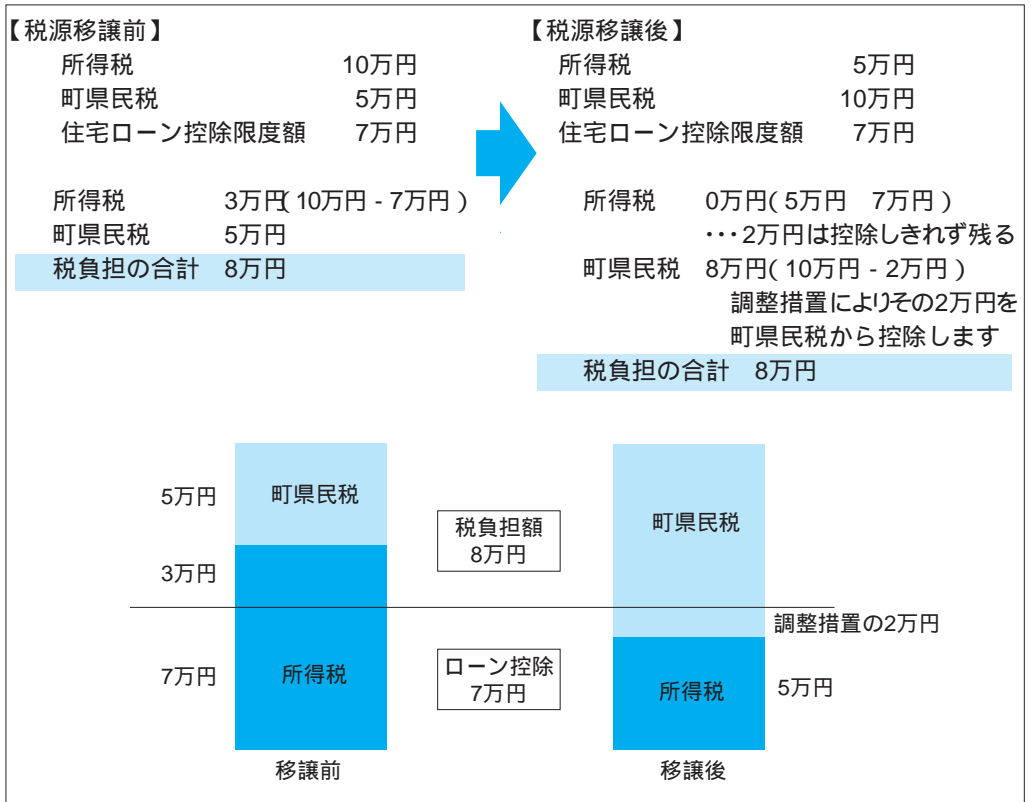 【税源移譲前】
所得税 10万円
町県民税 5万円
住宅ローン控除限度額 7万円
所得税 3万円(10万円 - 7万円)
町県民税 5万円
税負担の合計 8万円
【税源移譲後】
所得税 5万円
町県民税 10万円
住宅ローン控除限度額 7万円
所得税 0万円(5万円 7万円)
・・・2万円は控除しきれず残る
町県民税 8万円(10万円 - 2万円)
調整措置によりその2万円を
町県民税から控除します
税負担の合計 8万円
5万円
3万円
7万円
町県民税
所得税
移譲前
税負担額
8万円
ローン控除
7万円
町県民税
所得税
移譲後
調整措置の2万円
5万円